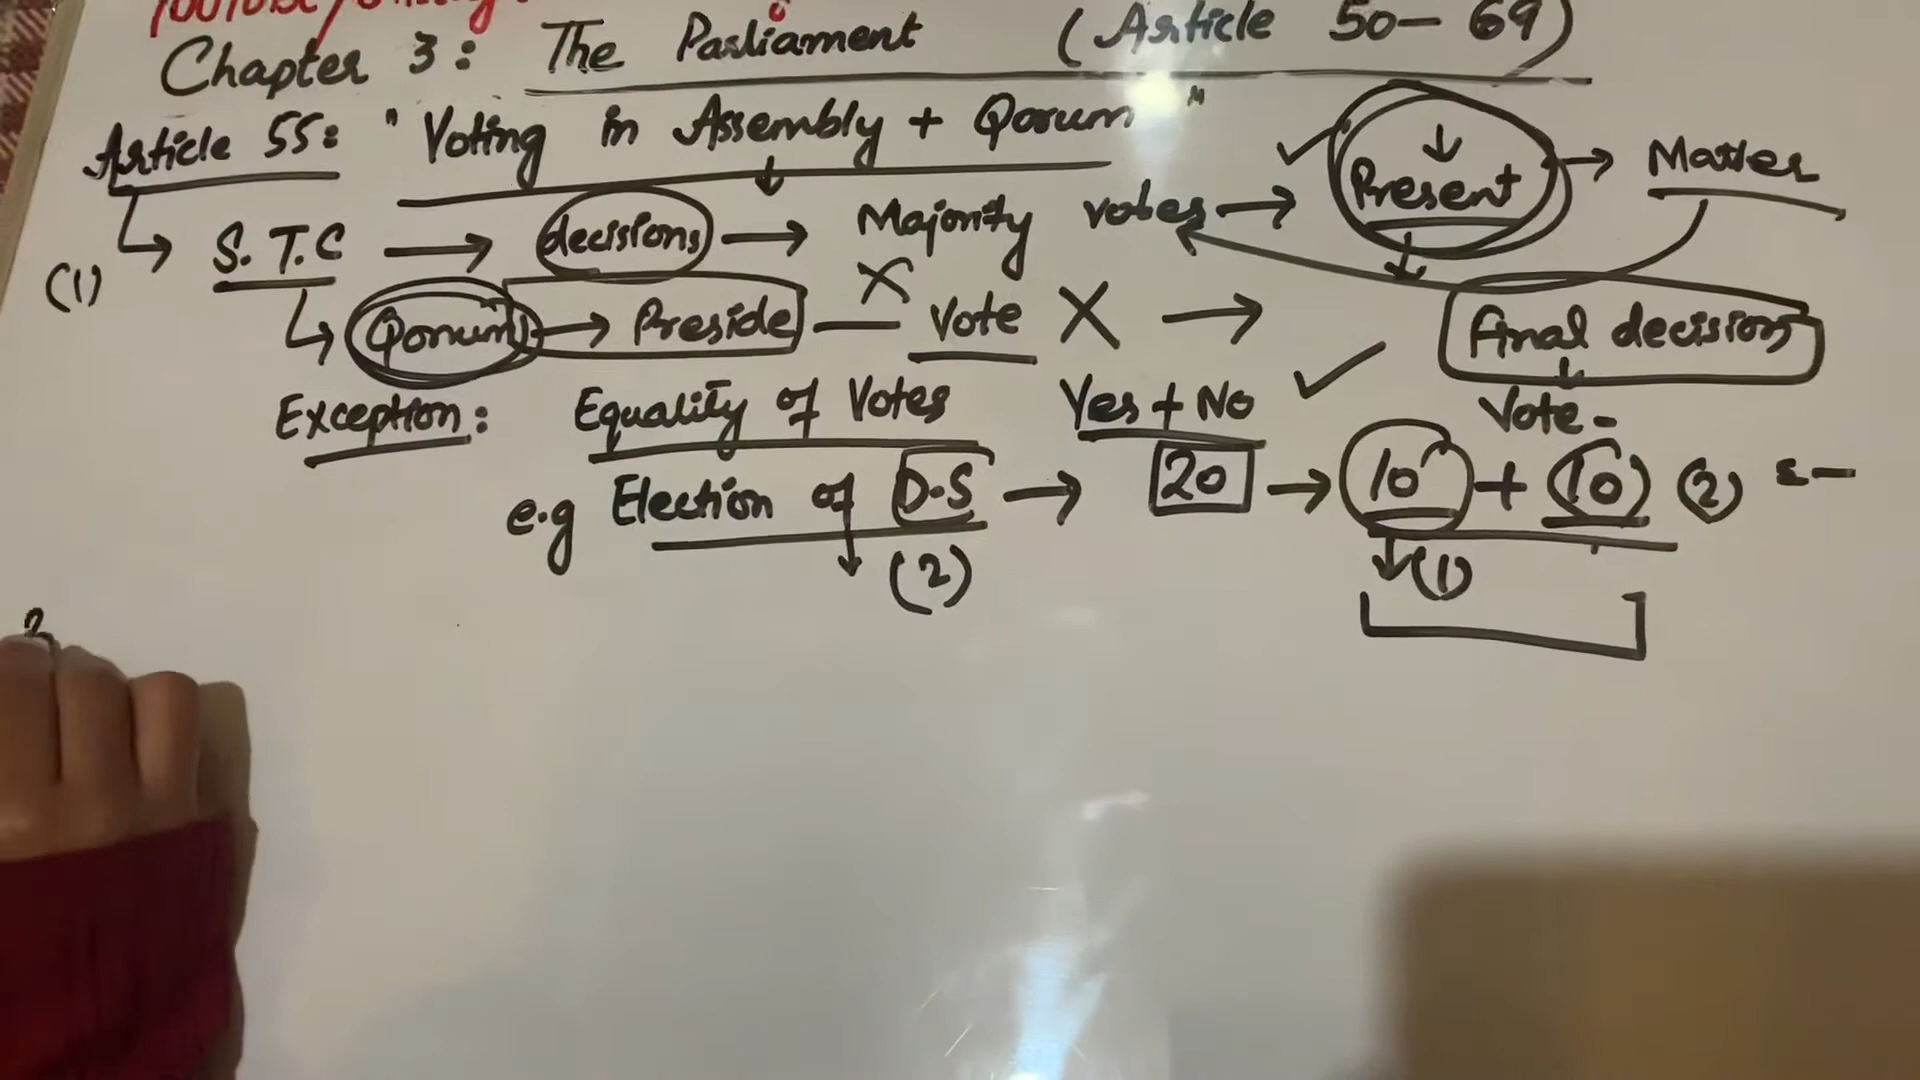 Chapter 3: The Parliament (Article 50-69)
Article 55: "Voting in Assembly + Qorum"
(1) S.T.C → decisions → Majority votes → Present → Matter
Qorum → Preside — Vote X → Final decision
Exception: Equality of Votes Yes + No ✓ Vote -
e.g Election of D.S → 20 → 10 + 10 (2)
(2) (1)